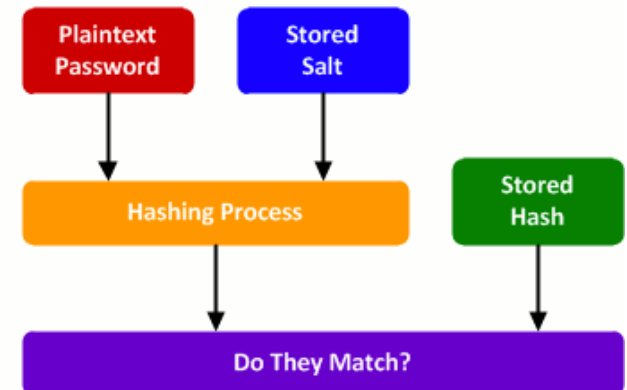 Plaintext
Password
Stored
Salt
Hashing Process
Stored
Hash
Do They Match?